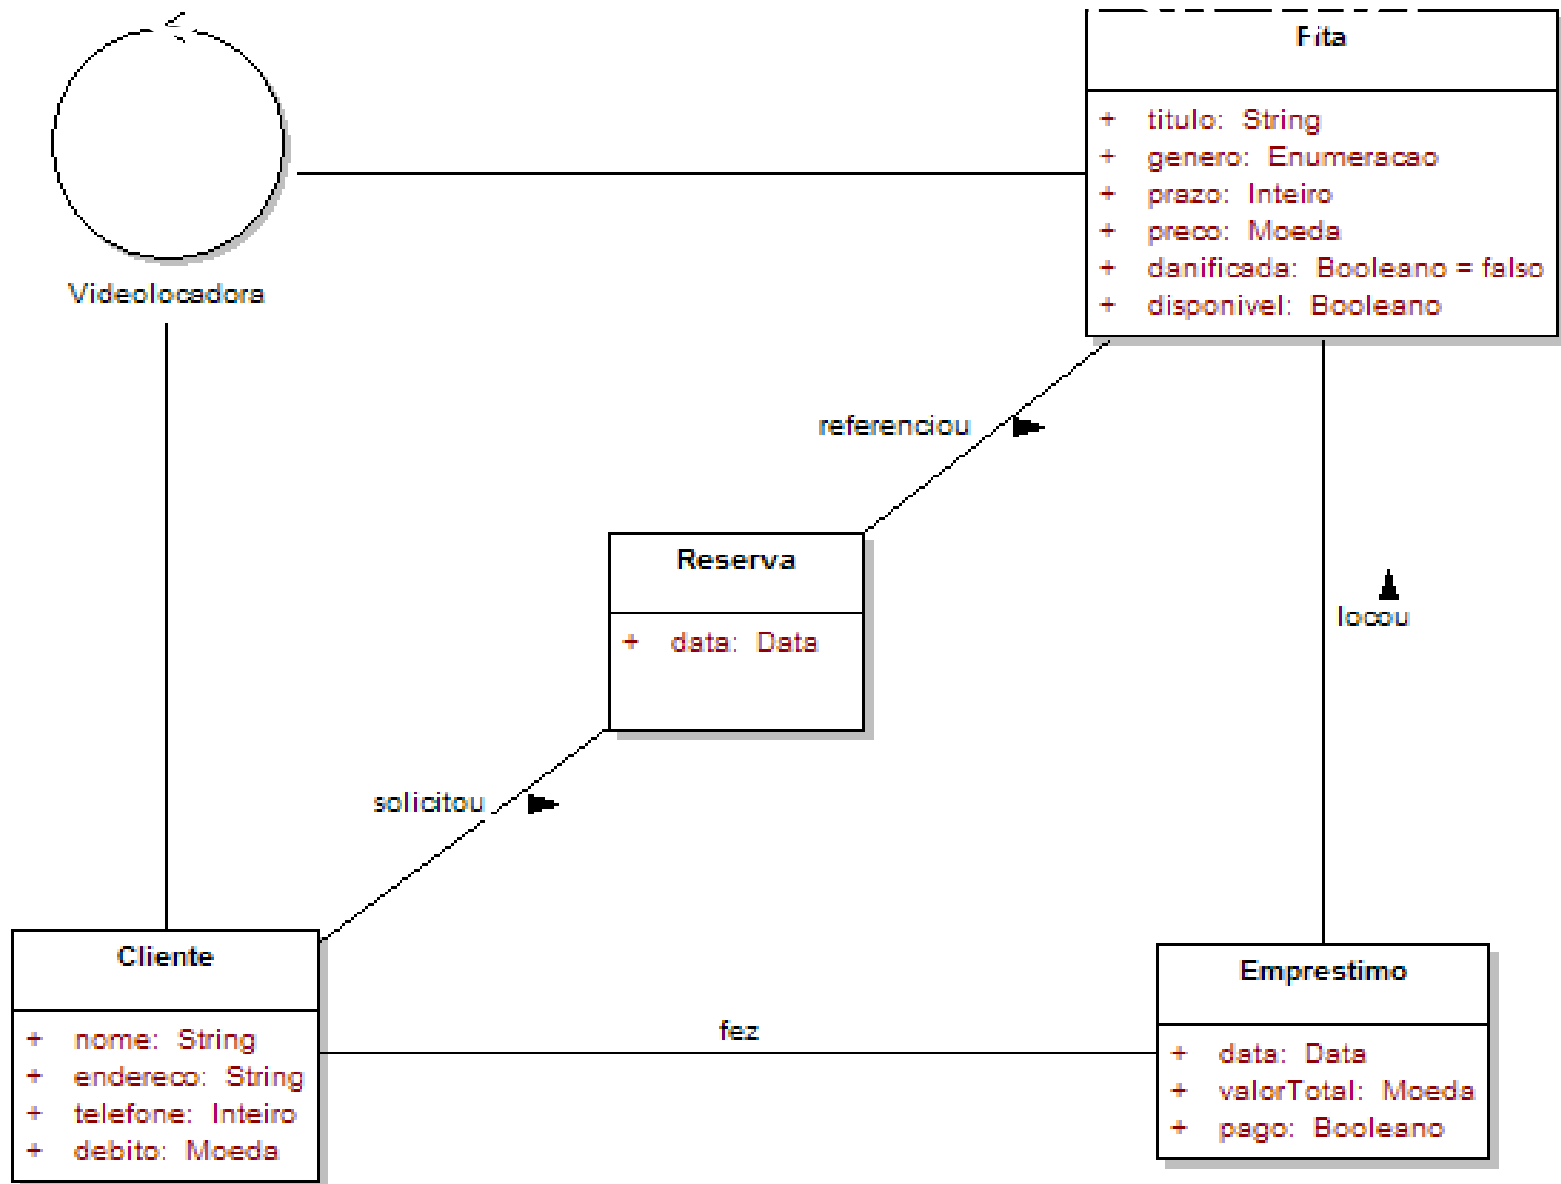 Fita
+ titulo: String
+ genero: Enumeracao
+ prazo: Inteiro
+ preco: Moeda
+ danificada: Booleano = falso
+ disponivel: Booleano
Videolocadora
referenciou
Reserva
+ data: Data
locou
solicitou
Cliente
+ nome: String
+ endereco: String
+ telefone: Inteiro
+ debito: Moeda
fez
Emprestimo
+ data: Data
+ valorTotal: Moeda
+ pago: Booleano